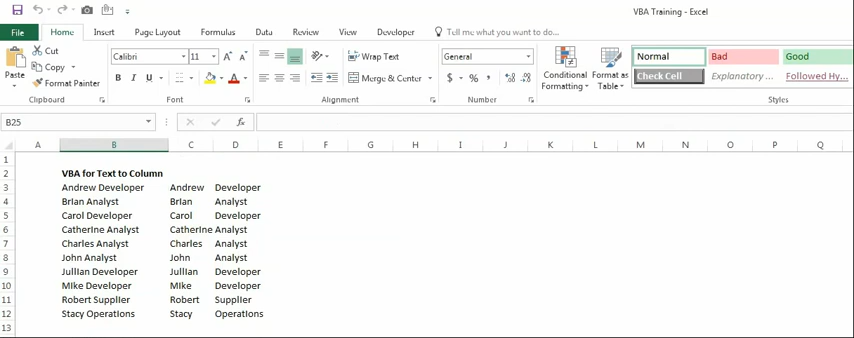 VBA Training - Excel
File Home Insert Page Layout Formulas Data Review View Developer Tell me what you want to do...
Cut Calibri 11 A A Wrap Text General Normal Bad Good
Paste Copy B I U A Merge & Center $ % , Conditional Formatting Format as Table Check Cell Explanatory ... Followed Hy...
Format Painter
Clipboard Font Alignment Number Styles
B25 fx
A B C D E F G H I J K L M N O P Q
1
2 VBA for Text to Column
3 Andrew Developer Andrew Developer
4 Brian Analyst Brian Analyst
5 Carol Developer Carol Developer
6 Catherine Analyst Catherine Analyst
7 Charles Analyst Charles Analyst
8 John Analyst John Analyst
9 Jullian Developer Jullian Developer
10 Mike Developer Mike Developer
11 Robert Supplier Robert Supplier
12 Stacy Operations Stacy Operations
13